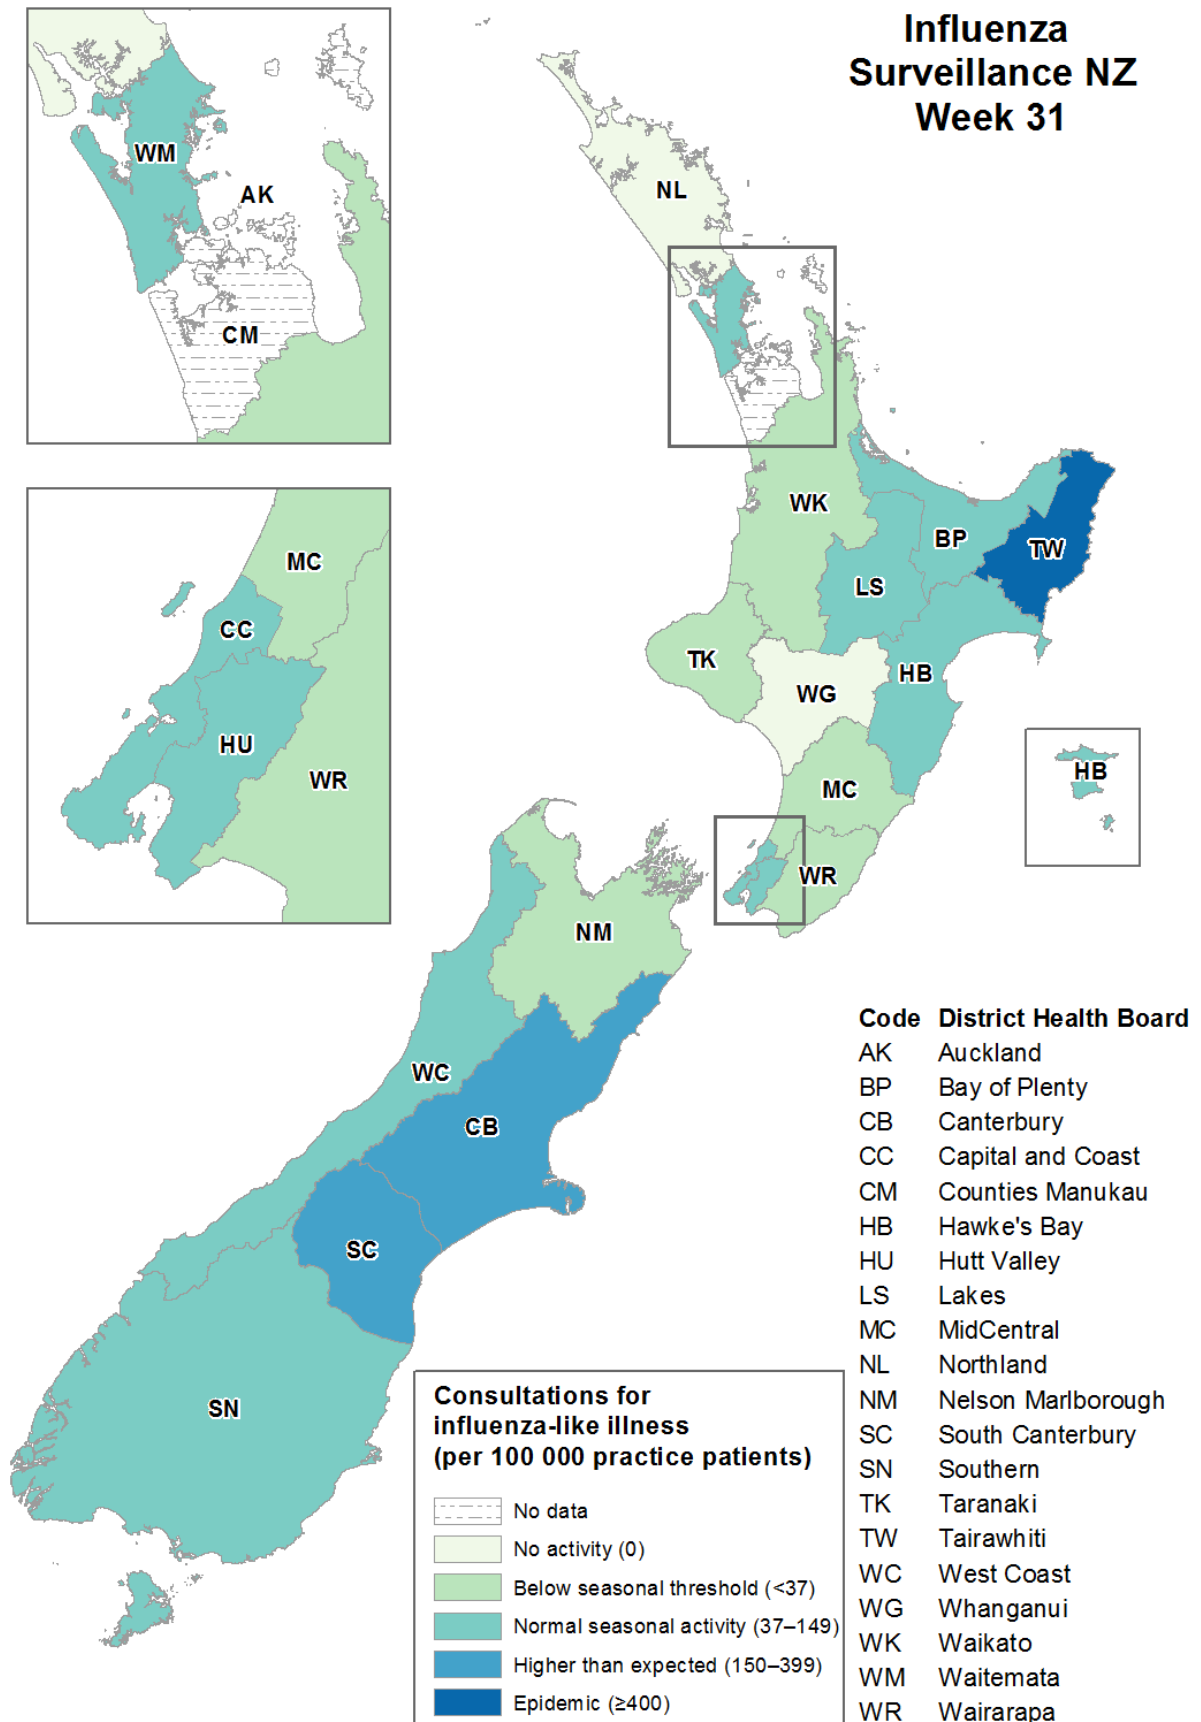 Influenza
Surveillance NZ
Week 31
WM
AK
CM
NL
MC
CC
HU
WR
WK
BP
TW
LS
TK
HB
WG
HB
MC
WR
NM
WC
CB
SC
SN
Code District Health Board
AK Auckland
BP Bay of Plenty
CB Canterbury
CC Capital and Coast
CM Counties Manukau
HB Hawke's Bay
HU Hutt Valley
LS Lakes
MC MidCentral
NL Northland
NM Nelson Marlborough
SC South Canterbury
SN Southern
TK Taranaki
TW Tairawhiti
WC West Coast
WG Whanganui
WK Waikato
WM Waitemata
WR Wairarapa
Consultations for
influenza-like illness
(per 100 000 practice patients)
No data
No activity (0)
Below seasonal threshold (<37)
Normal seasonal activity (37–149)
Higher than expected (150–399)
Epidemic (≥400)